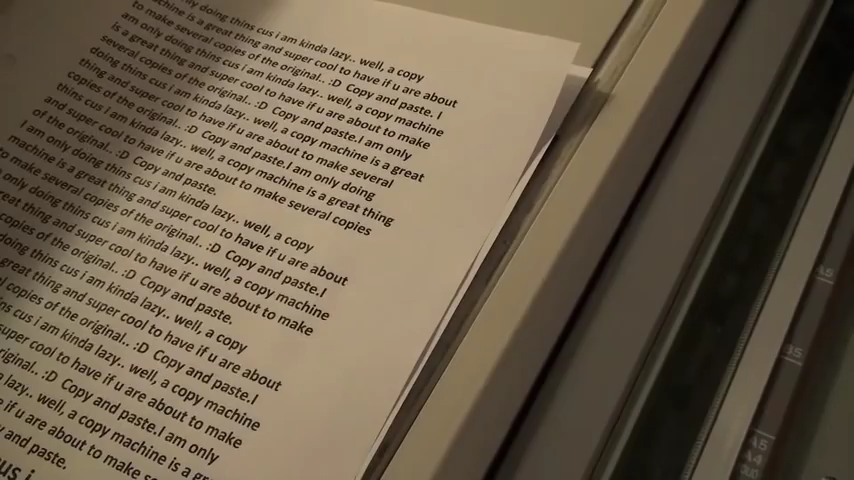 doing thins cus i am kinda lazy.. well, a copy
machine is a great thing and super cool to have if u are about
to make several copies of the original.. :D Copy and paste. I
am only doing thins cus i am kinda lazy.. well, a copy machine
is a great thing and super cool to have if u are about to make
several copies of the original.. :D Copy and paste.I am only
doing thins cus i am kinda lazy.. well, a copy machine is a great
thing and super cool to have if u are about to make several
copies of the original.. :D Copy and paste.I am only doing
thins cus i am kinda lazy.. well, a copy machine is a great thing
and super cool to have if u are about to make several copies
of the original.. :D Copy and paste.
I am only doing thins cus i am kinda lazy.. well, a copy
machine is a great thing and super cool to have if u are about
to make several copies of the original.. :D Copy and paste.I
only doing thins cus i am kinda lazy.. well, a copy machine
great thing and super cool to have if u are about to make
copies of the original.. :D Copy and paste.
doing thins cus i am kinda lazy.. well, a copy
great thing and super cool to have if u are about
copies of the original.. :D Copy and paste.I
cus i am kinda lazy.. well, a copy machine
super cool to have if u are about to make
:D Copy and paste.I am only
lazy.. well, a copy machine is a
if u are about to make
and paste.
A5
B5
A5
A4